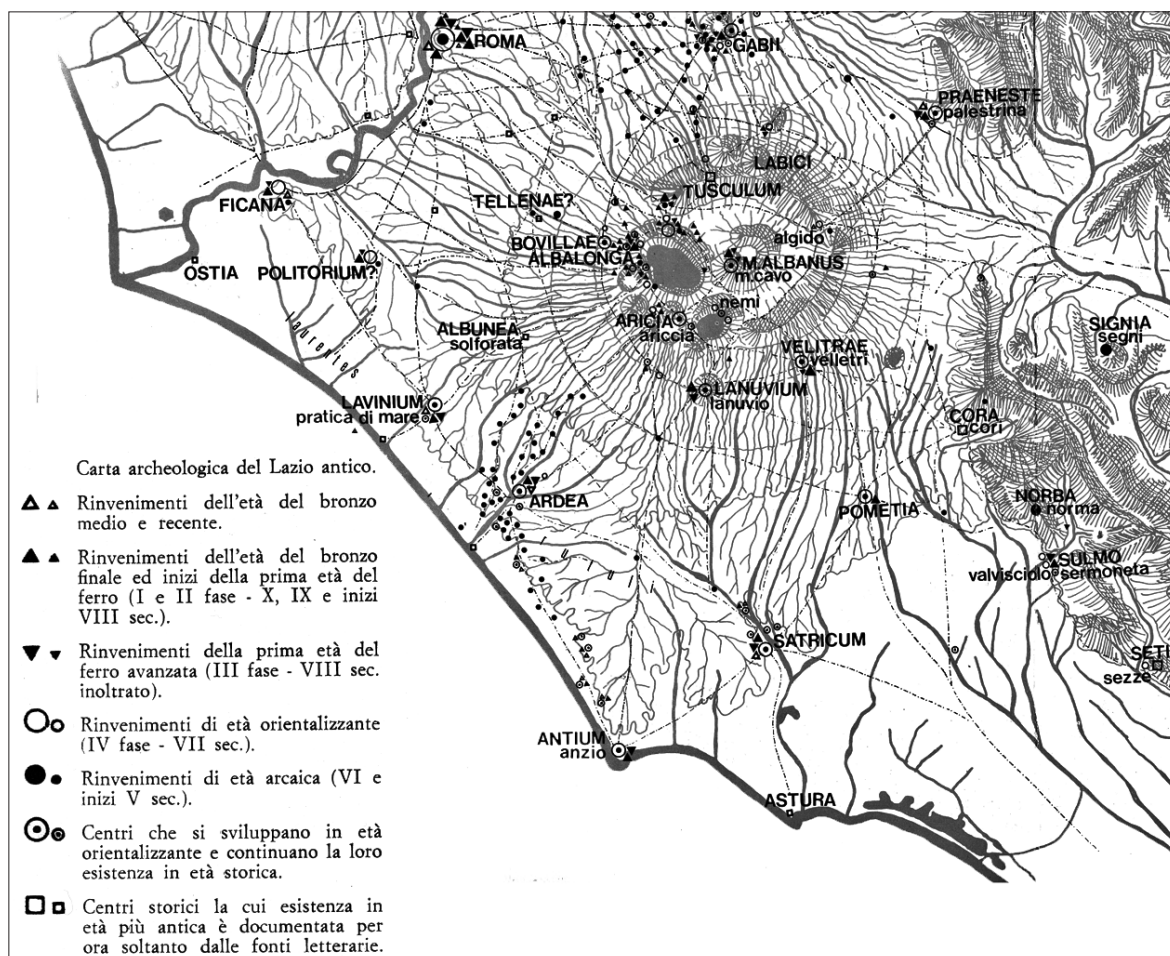 ROMA
GABII
PRAENESTE
palestrina
LABICI
TUSCULUM
TELLENAE?
FICANA
algido
BOVILLAE
ALBALONGA
M.ALBANUS
m.cavo
OSTIA
POLITORIUM?
nemi
laurentes
ARICIA
ariccia
ALBUNEA
solforata
SIGNIA
segni
VELITRAE
velletri
LANUVIUM
lanuvio
LAVINIUM
pratica di mare
CORA
cori
ARDEA
POMETIA
NORBA
norma
SULMO
valvisciolo sermoneta
SATRICUM
SETI
sezze
ANTIUM
anzio
ASTURA
Carta archeologica del Lazio antico.
Rinvenimenti dell'età del bronzo
medio e recente.
Rinvenimenti dell'età del bronzo
finale ed inizi della prima età del
ferro (I e II fase - X, IX e inizi
VIII sec.).
Rinvenimenti della prima età del
ferro avanzata (III fase - VIII sec.
inoltrato).
Rinvenimenti di età orientalizzante
(IV fase - VII sec.).
Rinvenimenti di età arcaica (VI e
inizi V sec.).
Centri che si sviluppano in età
orientalizzante e continuano la loro
esistenza in età storica.
Centri storici la cui esistenza in
età più antica è documentata per
ora soltanto dalle fonti letterarie.